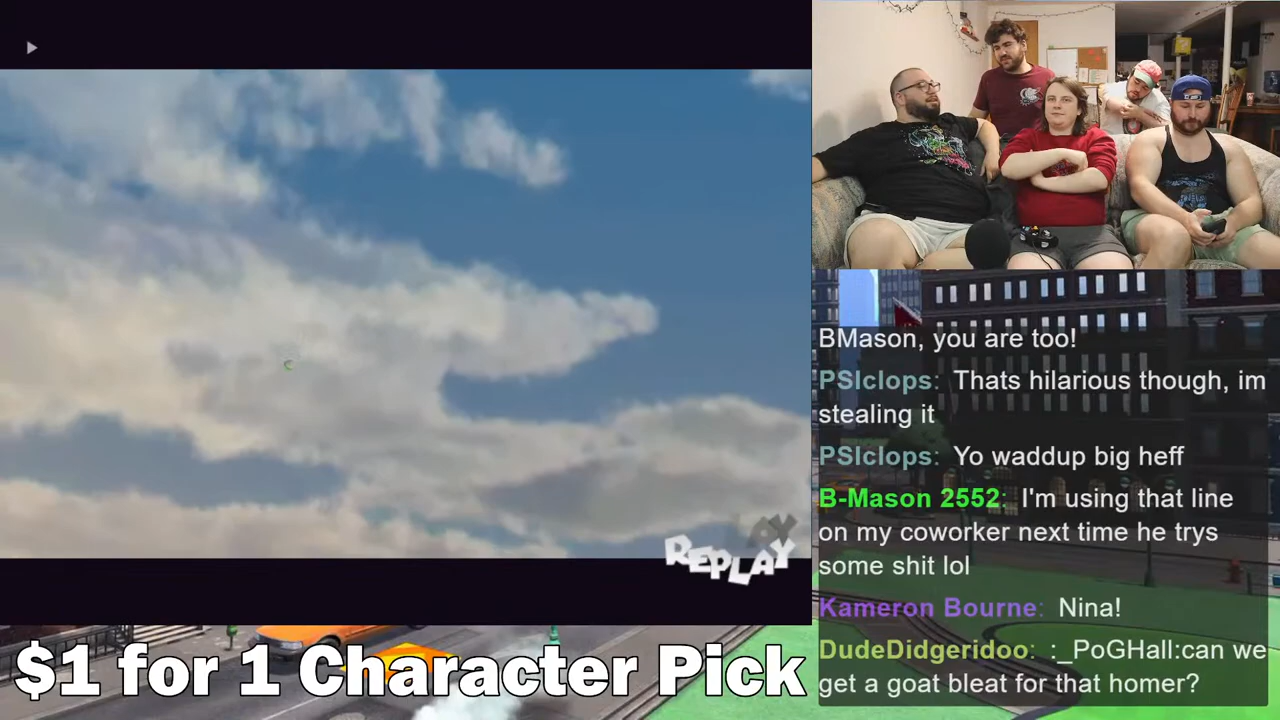 BMason, you are too!
PSIclops: Thats hilarious though, im
stealing it
PSIclops: Yo waddup big heff
B-Mason 2552: I'm using that line
on my coworker next time he trys
some shit lol
Kameron Bourne: Nina!
DudeDidgeridoo: :_PoGHall:can we
get a goat bleat for that homer?
REPLAY
$1 for 1 Character Pick